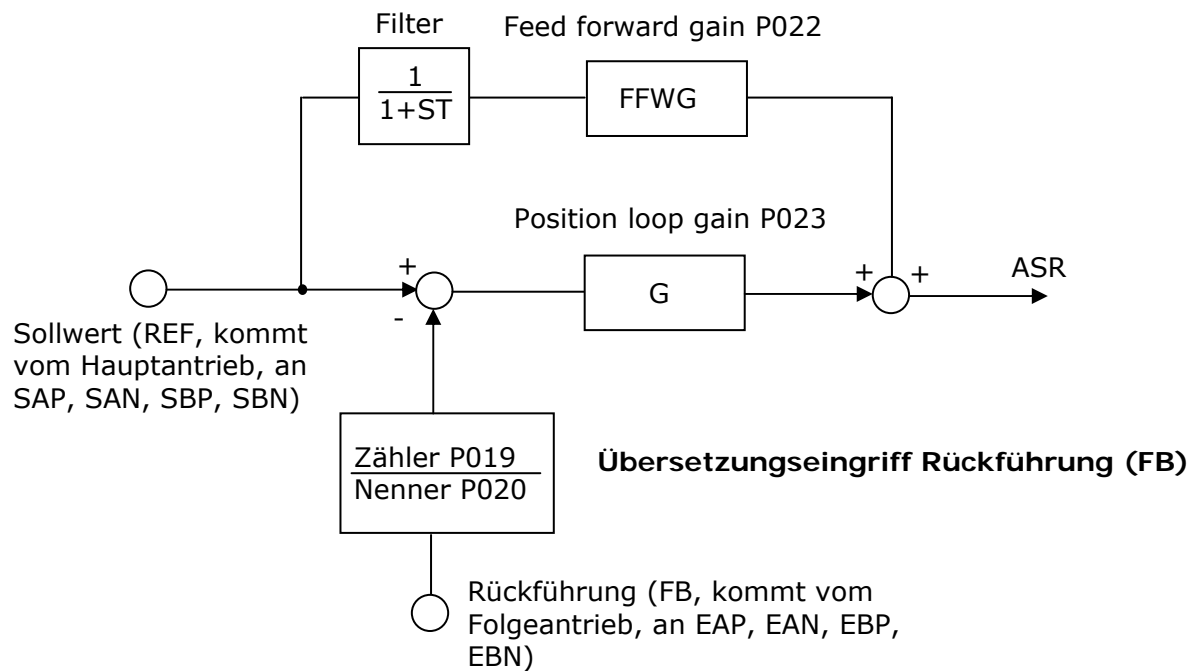 Filter
Feed forward gain P022
1
1+ST
FFWG
Position loop gain P023
+
-
G
+
+
ASR
Sollwert (REF, kommt
vom Hauptantrieb, an
SAP, SAN, SBP, SBN)
Zähler P019
Nenner P020
Übersetzungseingriff Rückführung (FB)
Rückführung (FB, kommt vom
Folgeantrieb, an EAP, EAN, EBP,
EBN)